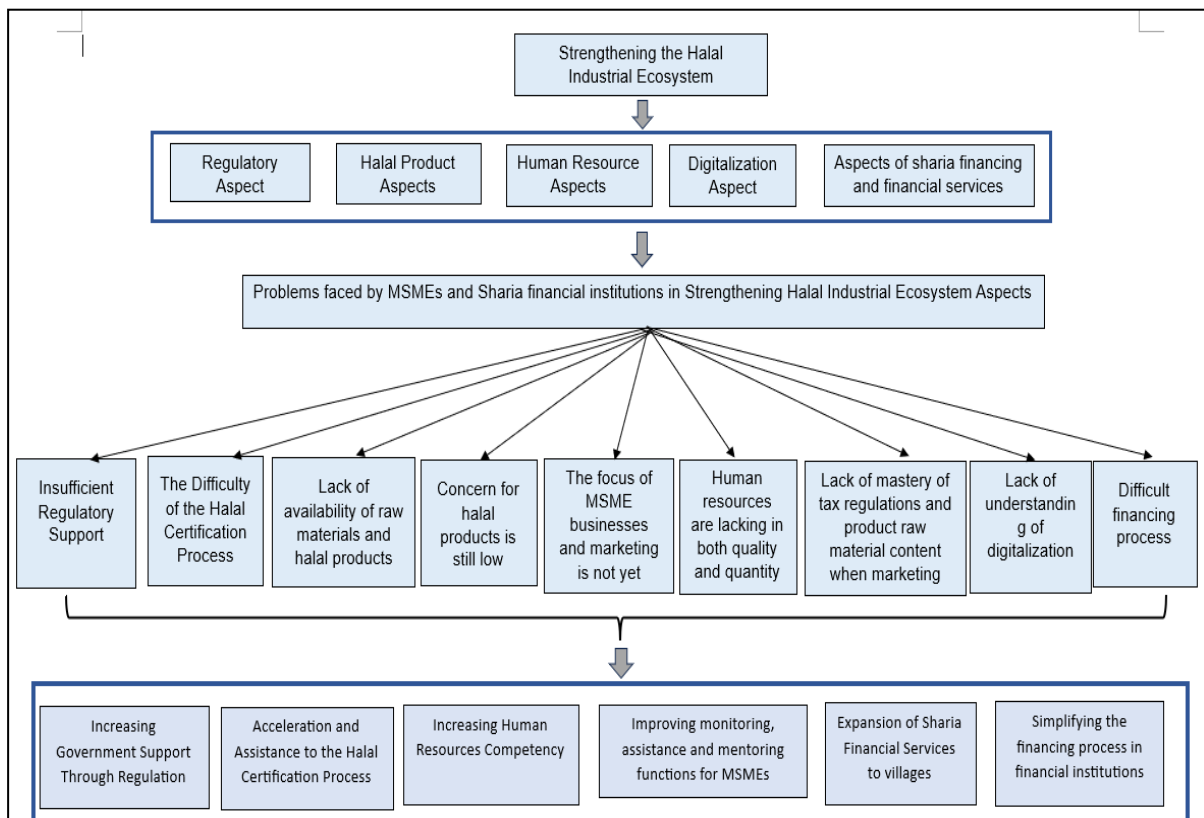 Strengthening the Halal
Industrial Ecosystem
Regulatory
Aspect
Halal Product
Aspects
Human Resource
Aspects
Digitalization
Aspect
Aspects of sharia financing
and financial services
Problems faced by MSMEs and Sharia financial institutions in Strengthening Halal Industrial Ecosystem Aspects
Insufficient
Regulatory
Support
The Difficulty
of the Halal
Certification
Process
Lack of
availability of raw
materials and
halal products
Concern for
halal
products is
still low
The focus of
MSME
businesses
and marketing
is not yet
Human
resources
are lacking in
both quality
and quantity
Lack of mastery of
tax regulations and
product raw
material content
when marketing
Lack of
understandin
g of
digitalization
Difficult
financing
process
Increasing
Government Support
Through Regulation
Acceleration and
Assistance to the Halal
Certification Process
Increasing Human
Resources Competency
Improving monitoring,
assistance and mentoring
functions for MSMEs
Expansion of Sharia
Financial Services
to villages
Simplifying the
financing process in
financial institutions